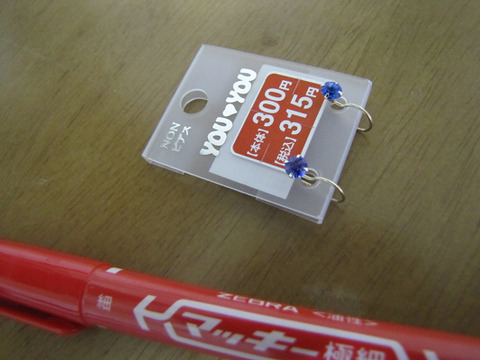 NON
ピアス
YOU♥YOU
【本体】300円
【税込】315円
ZEBRA <油性>
細 マッキー極細